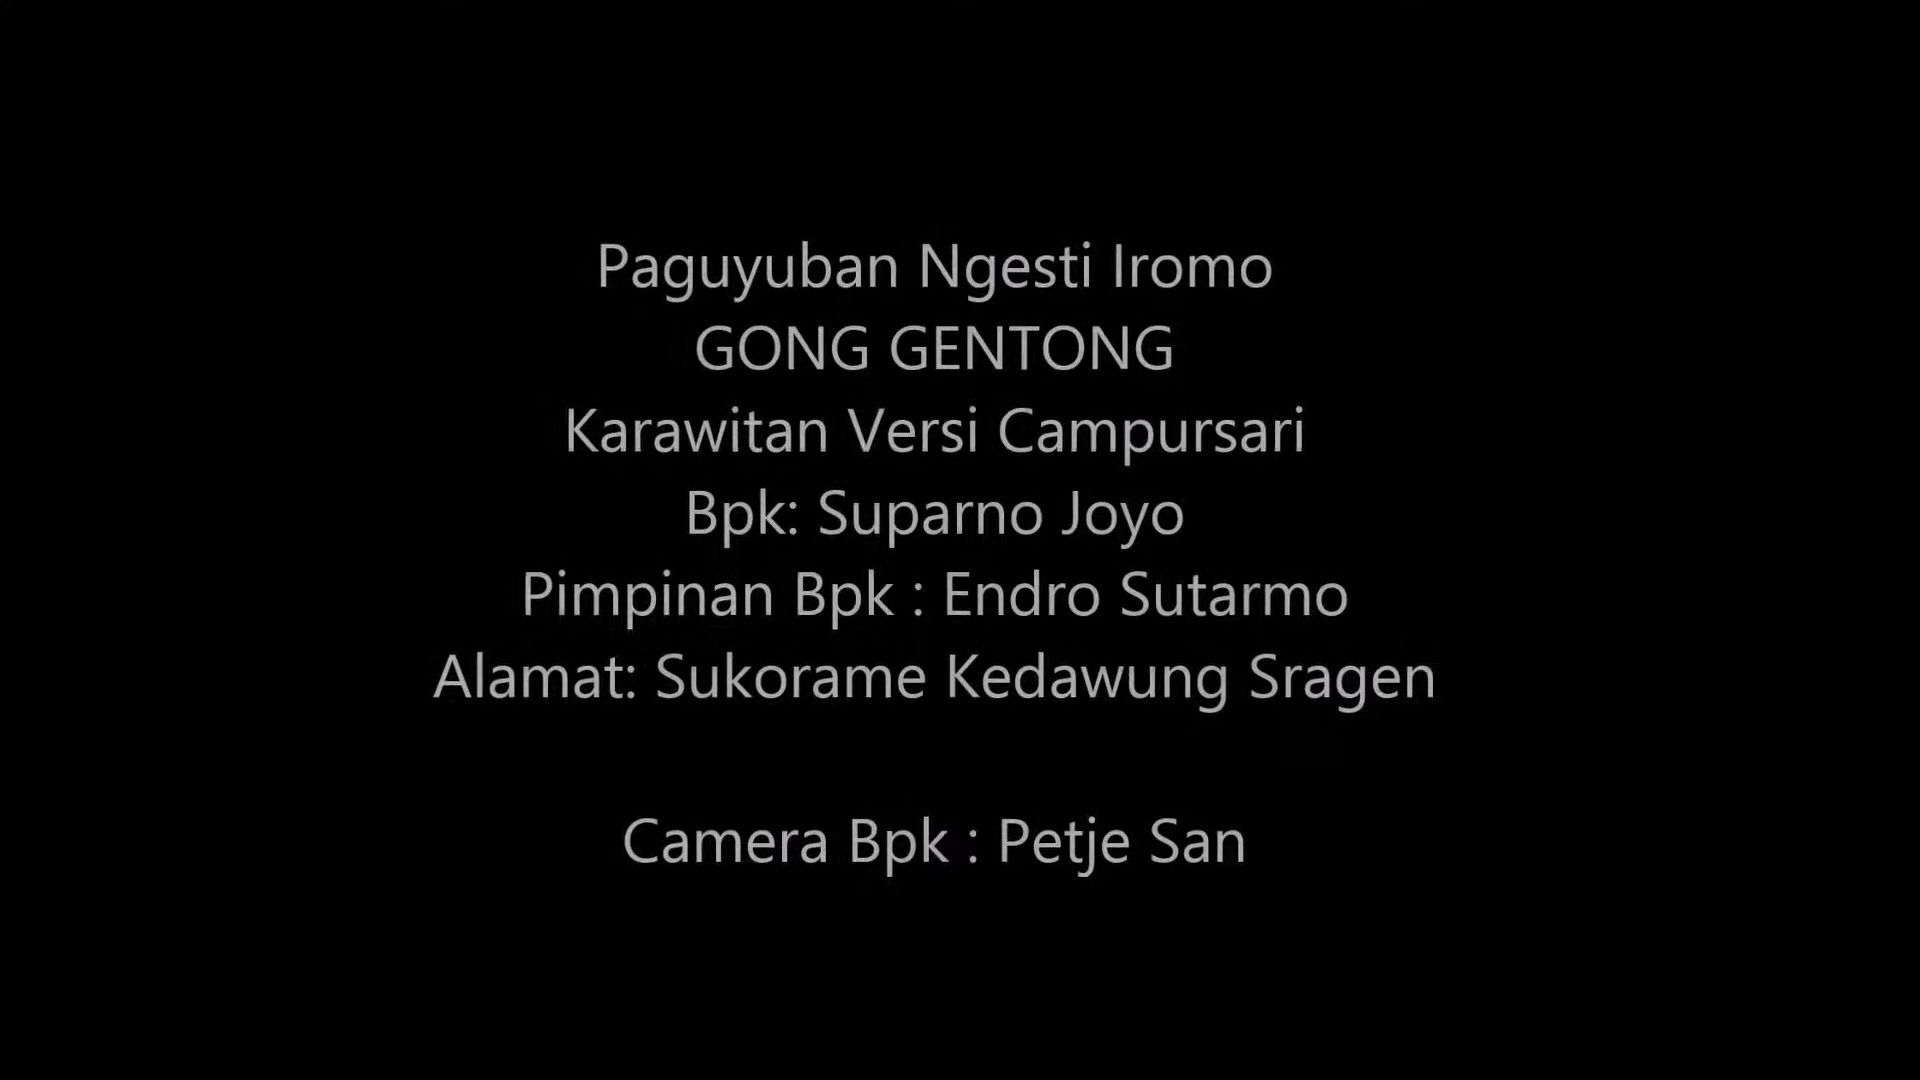 Paguyuban Ngesti Iromo
GONG GENTONG
Karawitan Versi Campursari
Bpk: Suparno Joyo
Pimpinan Bpk : Endro Sutarmo
Alamat: Sukorame Kedawung Sragen
Camera Bpk : Petje San